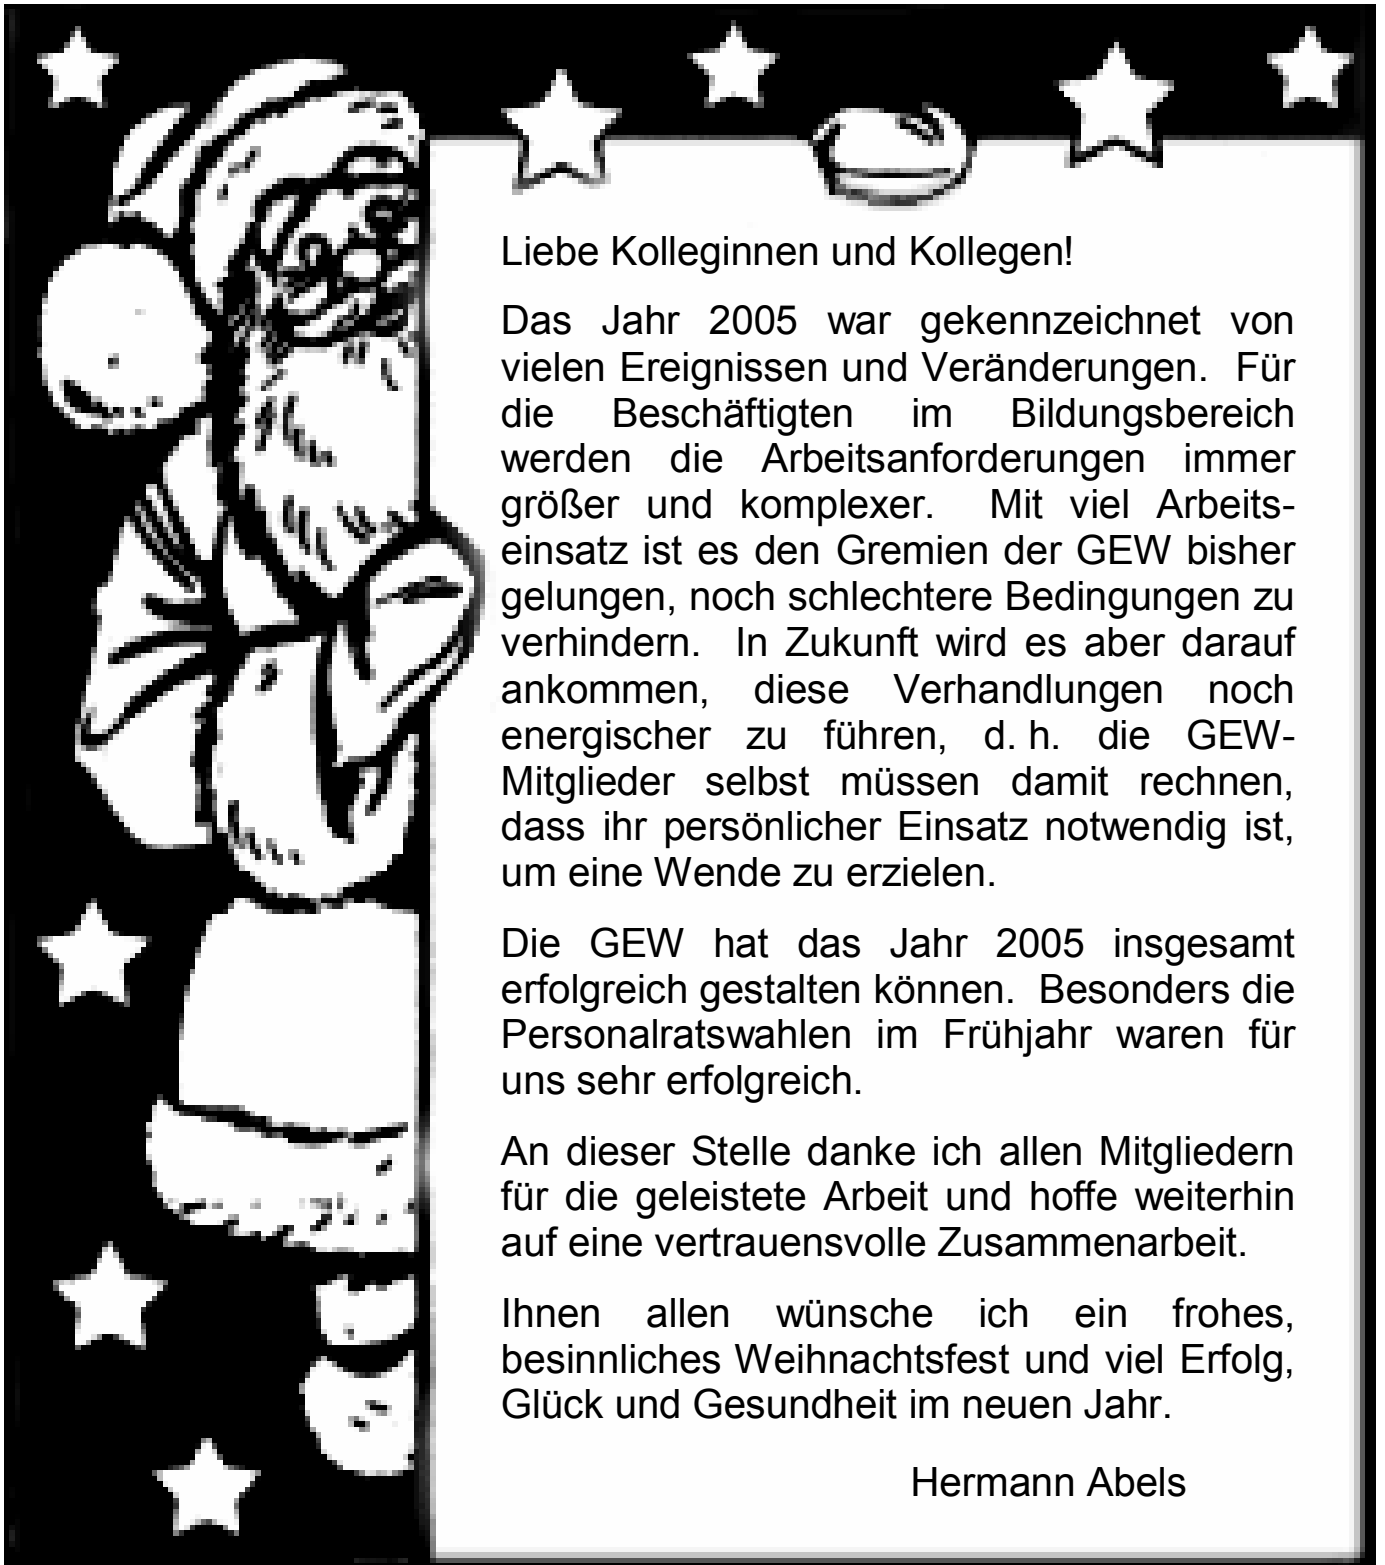 Liebe Kolleginnen und Kollegen!
Das Jahr 2005 war gekennzeichnet von
vielen Ereignissen und Veränderungen. Für
die Beschäftigten im Bildungsbereich
werden die Arbeitsanforderungen immer
größer und komplexer. Mit viel Arbeits-
einsatz ist es den Gremien der GEW bisher
gelungen, noch schlechtere Bedingungen zu
verhindern. In Zukunft wird es aber darauf
ankommen, diese Verhandlungen noch
energischer zu führen, d. h. die GEW-
Mitglieder selbst müssen damit rechnen,
dass ihr persönlicher Einsatz notwendig ist,
um eine Wende zu erzielen.
Die GEW hat das Jahr 2005 insgesamt
erfolgreich gestalten können. Besonders die
Personalratswahlen im Frühjahr waren für
uns sehr erfolgreich.
An dieser Stelle danke ich allen Mitgliedern
für die geleistete Arbeit und hoffe weiterhin
auf eine vertrauensvolle Zusammenarbeit.
Ihnen allen wünsche ich ein frohes,
besinnliches Weihnachtsfest und viel Erfolg,
Glück und Gesundheit im neuen Jahr.
Hermann Abels